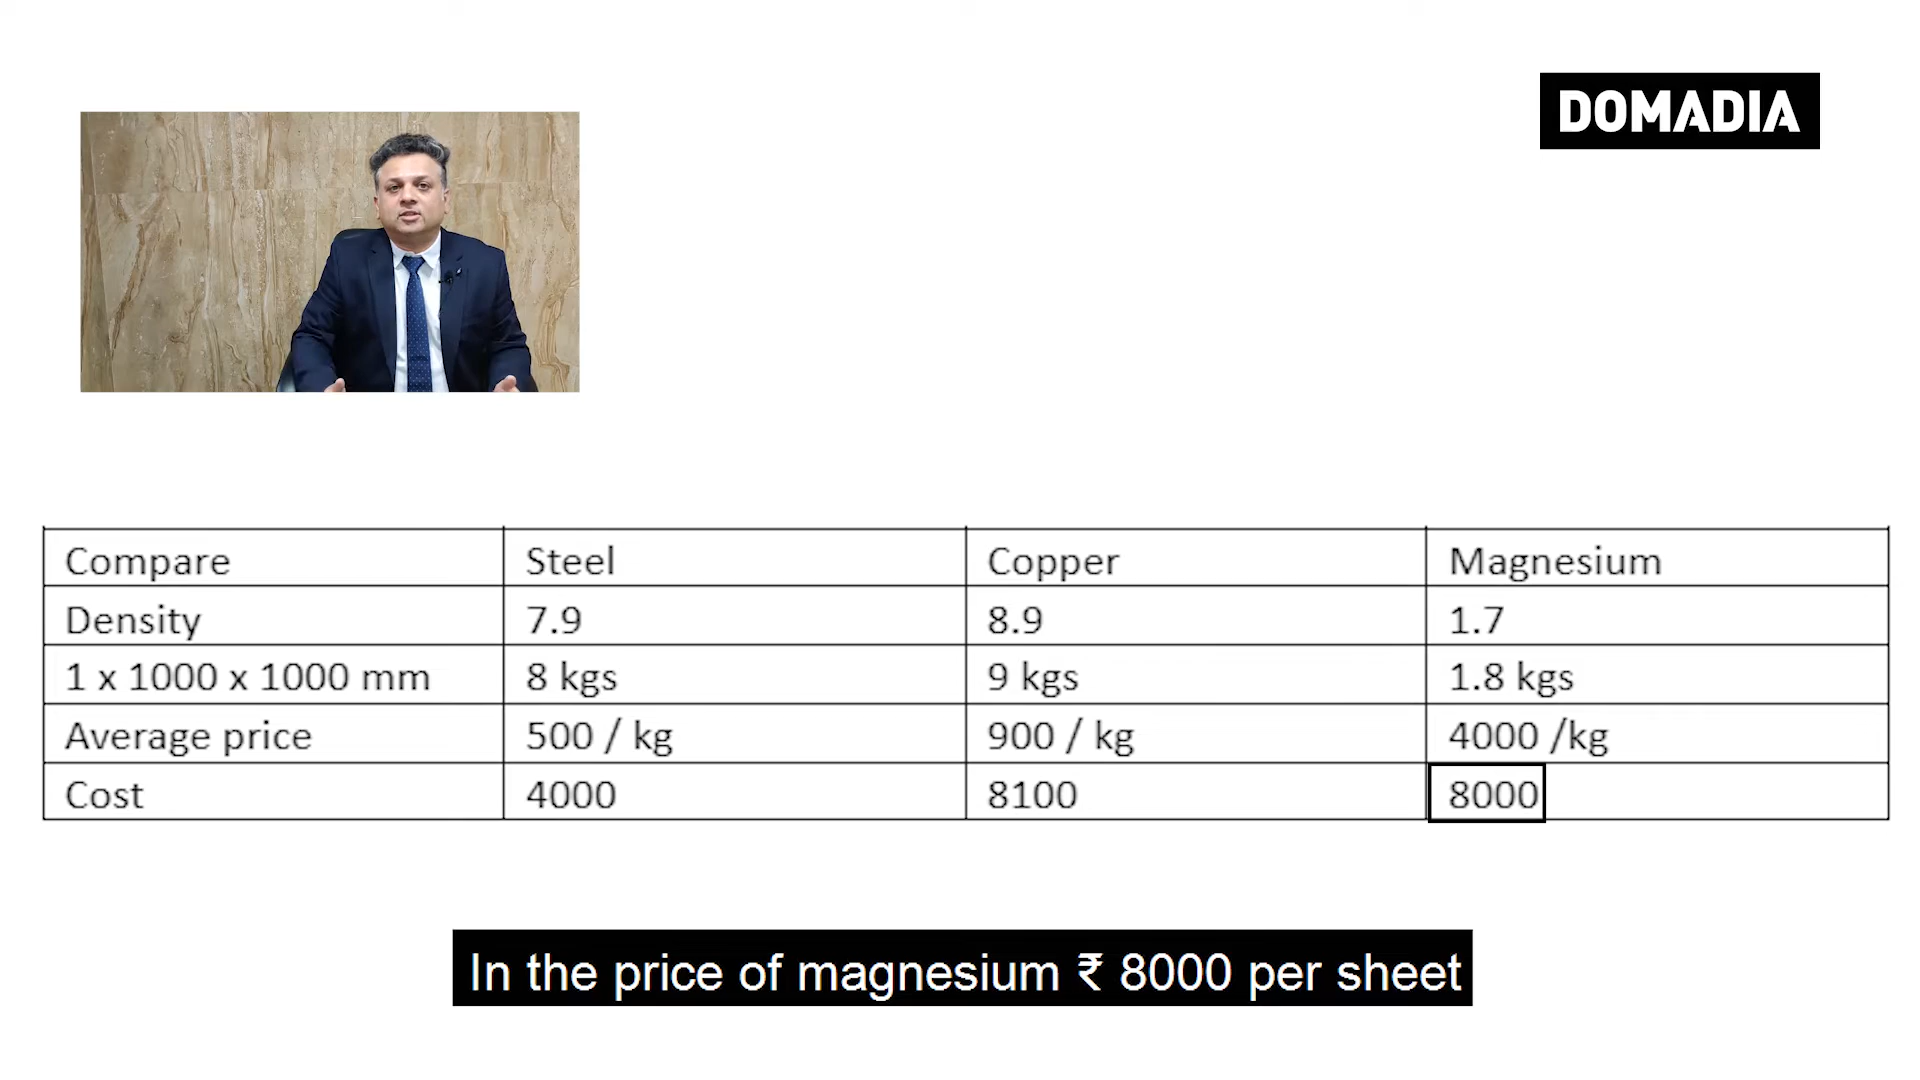 DOMADIA
Compare Steel Copper Magnesium
Density 7.9 8.9 1.7
1 x 1000 x 1000 mm 8 kgs 9 kgs 1.8 kgs
Average price 500 / kg 900 / kg 4000 /kg
Cost 4000 8100 8000
In the price of magnesium ₹ 8000 per sheet